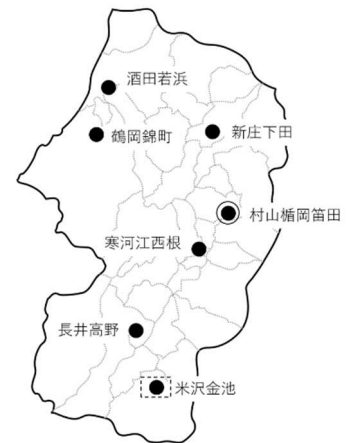 酒田若浜
鶴岡錦町
新庄下田
村山楯岡笛田
寒河江西根
長井高野
米沢金池